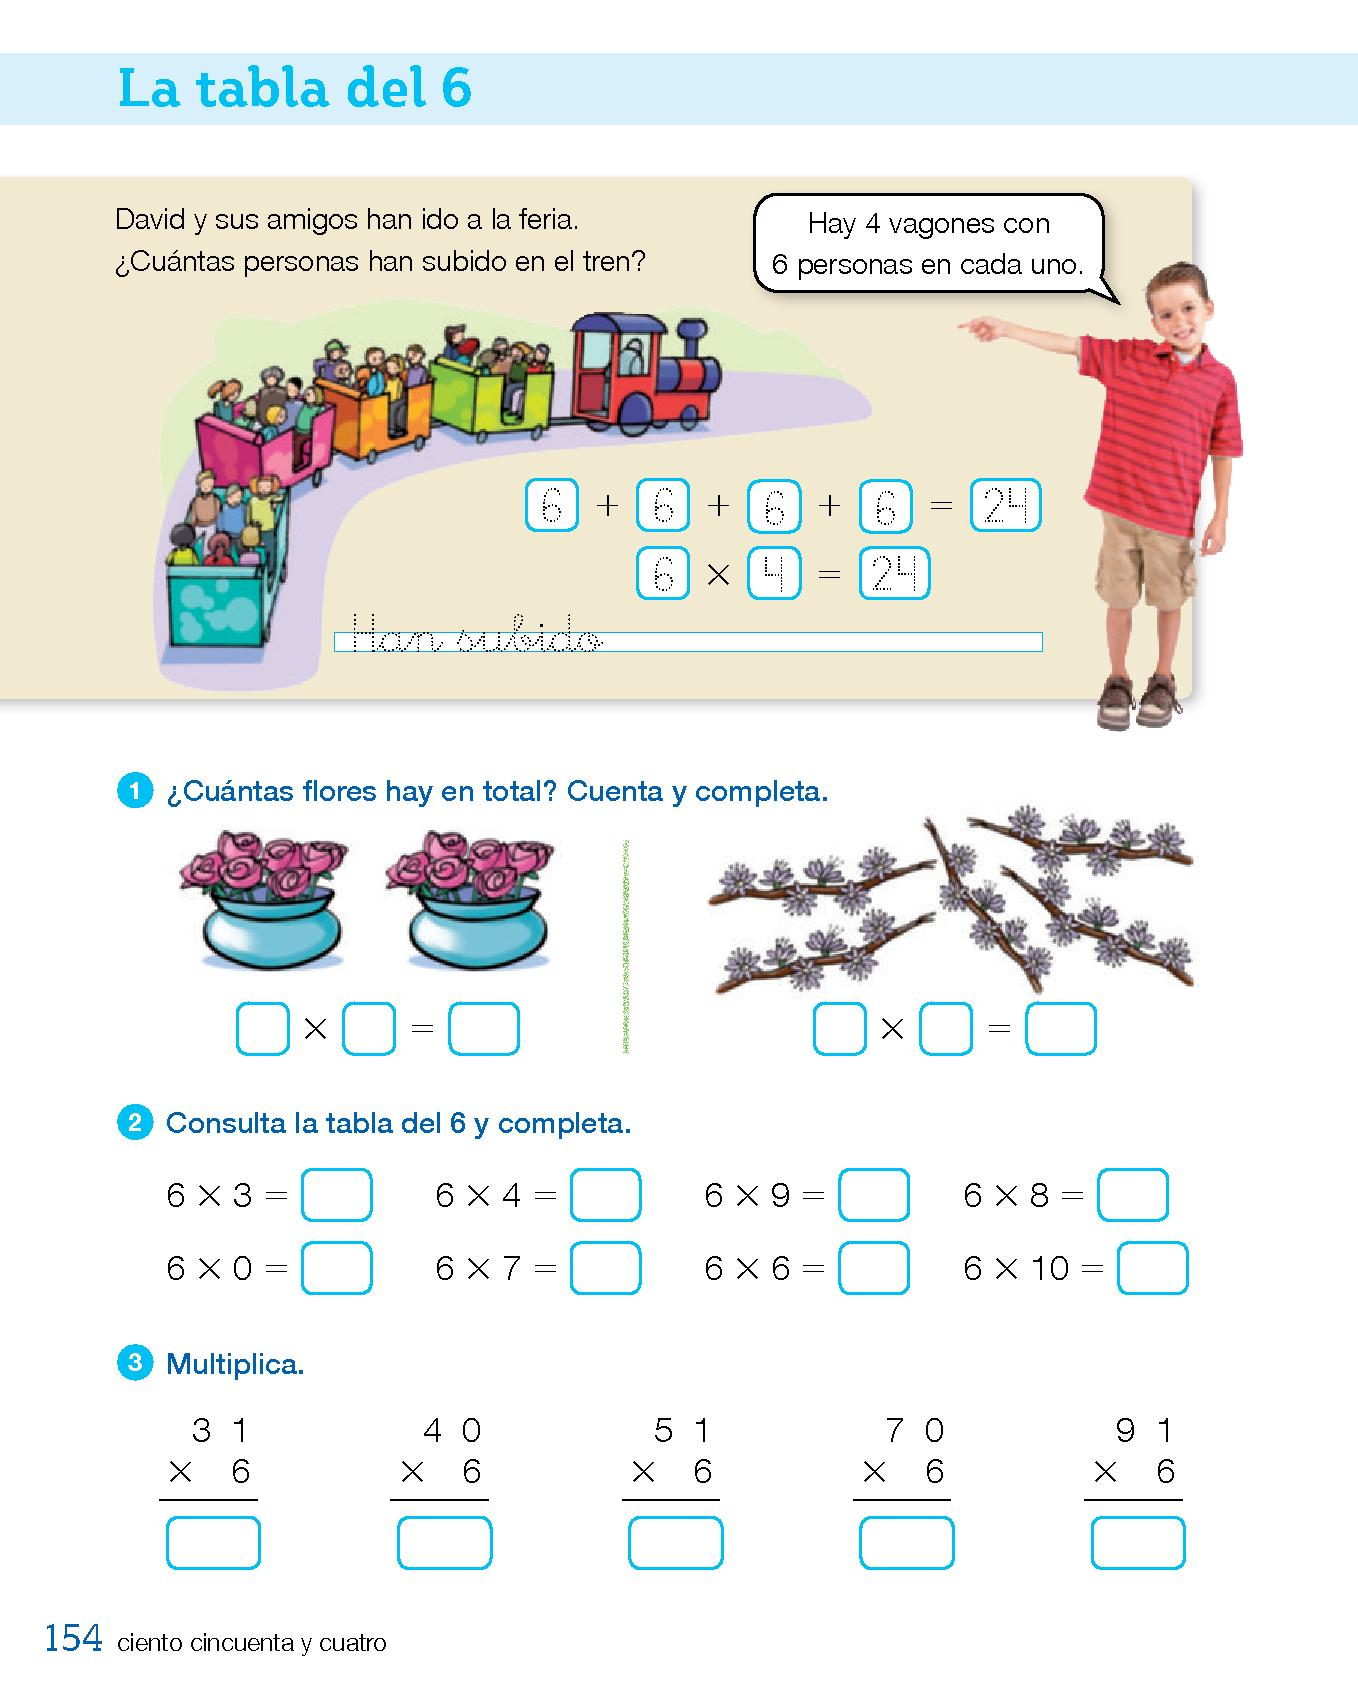 La tabla del 6
David y sus amigos han ido a la feria.
¿Cuántas personas han subido en el tren?
Hay 4 vagones con
6 personas en cada uno.
6 + 6 + 6 + 6 = 24
6 × 4 = 24
Han subido
1 ¿Cuántas flores hay en total? Cuenta y completa.
× =
× =
2 Consulta la tabla del 6 y completa.
6 × 3 = 6 × 4 = 6 × 9 = 6 × 8 =
6 × 0 = 6 × 7 = 6 × 6 = 6 × 10 =
3 Multiplica.
3 1 4 0 5 1 7 0 9 1
× 6 × 6 × 6 × 6 × 6
154 ciento cincuenta y cuatro